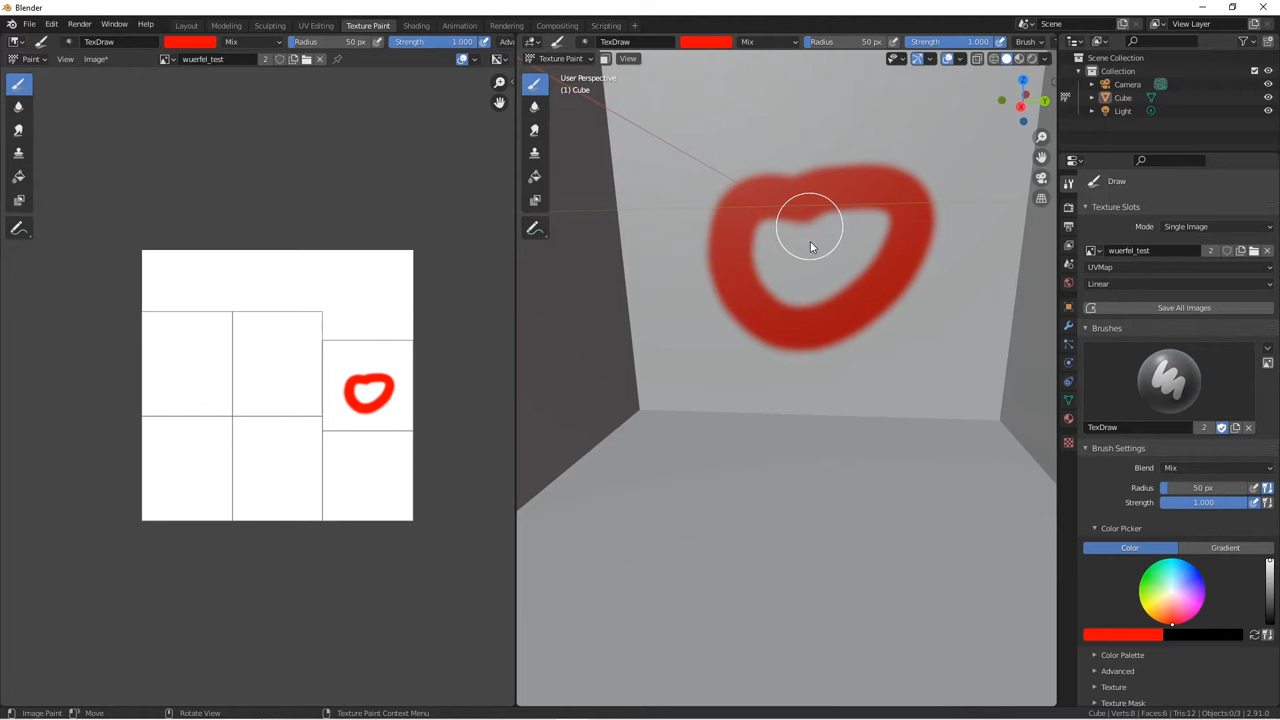 Blender
File Edit Render Window Help Layout Modeling Sculpting UV Editing Texture Paint Shading Animation Rendering Compositing Scripting + Scene View Layer
TexDraw Mix Radius 50 px Strength 1.000 Adv TexDraw Mix Radius 50 px Strength 1.000 Brush
Paint View Image* wuerfel_test 2 Texture Paint View
User Perspective
(1) Cube
Z
Y
X
Scene Collection
Collection
Camera
Cube
Light
Draw
Texture Slots
Mode Single Image
wuerfel_test 2
UVMap
Linear
Save All Images
Brushes
TexDraw 2
Brush Settings
Blend Mix
Radius 50 px
Strength 1.000
Color Picker
Color Gradient
Color Palette
Advanced
Texture
Texture Mask
Select Move Rotate View Texture Paint Context Menu Cube | Verts:8 | Faces:6 | Tris:12 | Objects:0/3 | 2.91.0